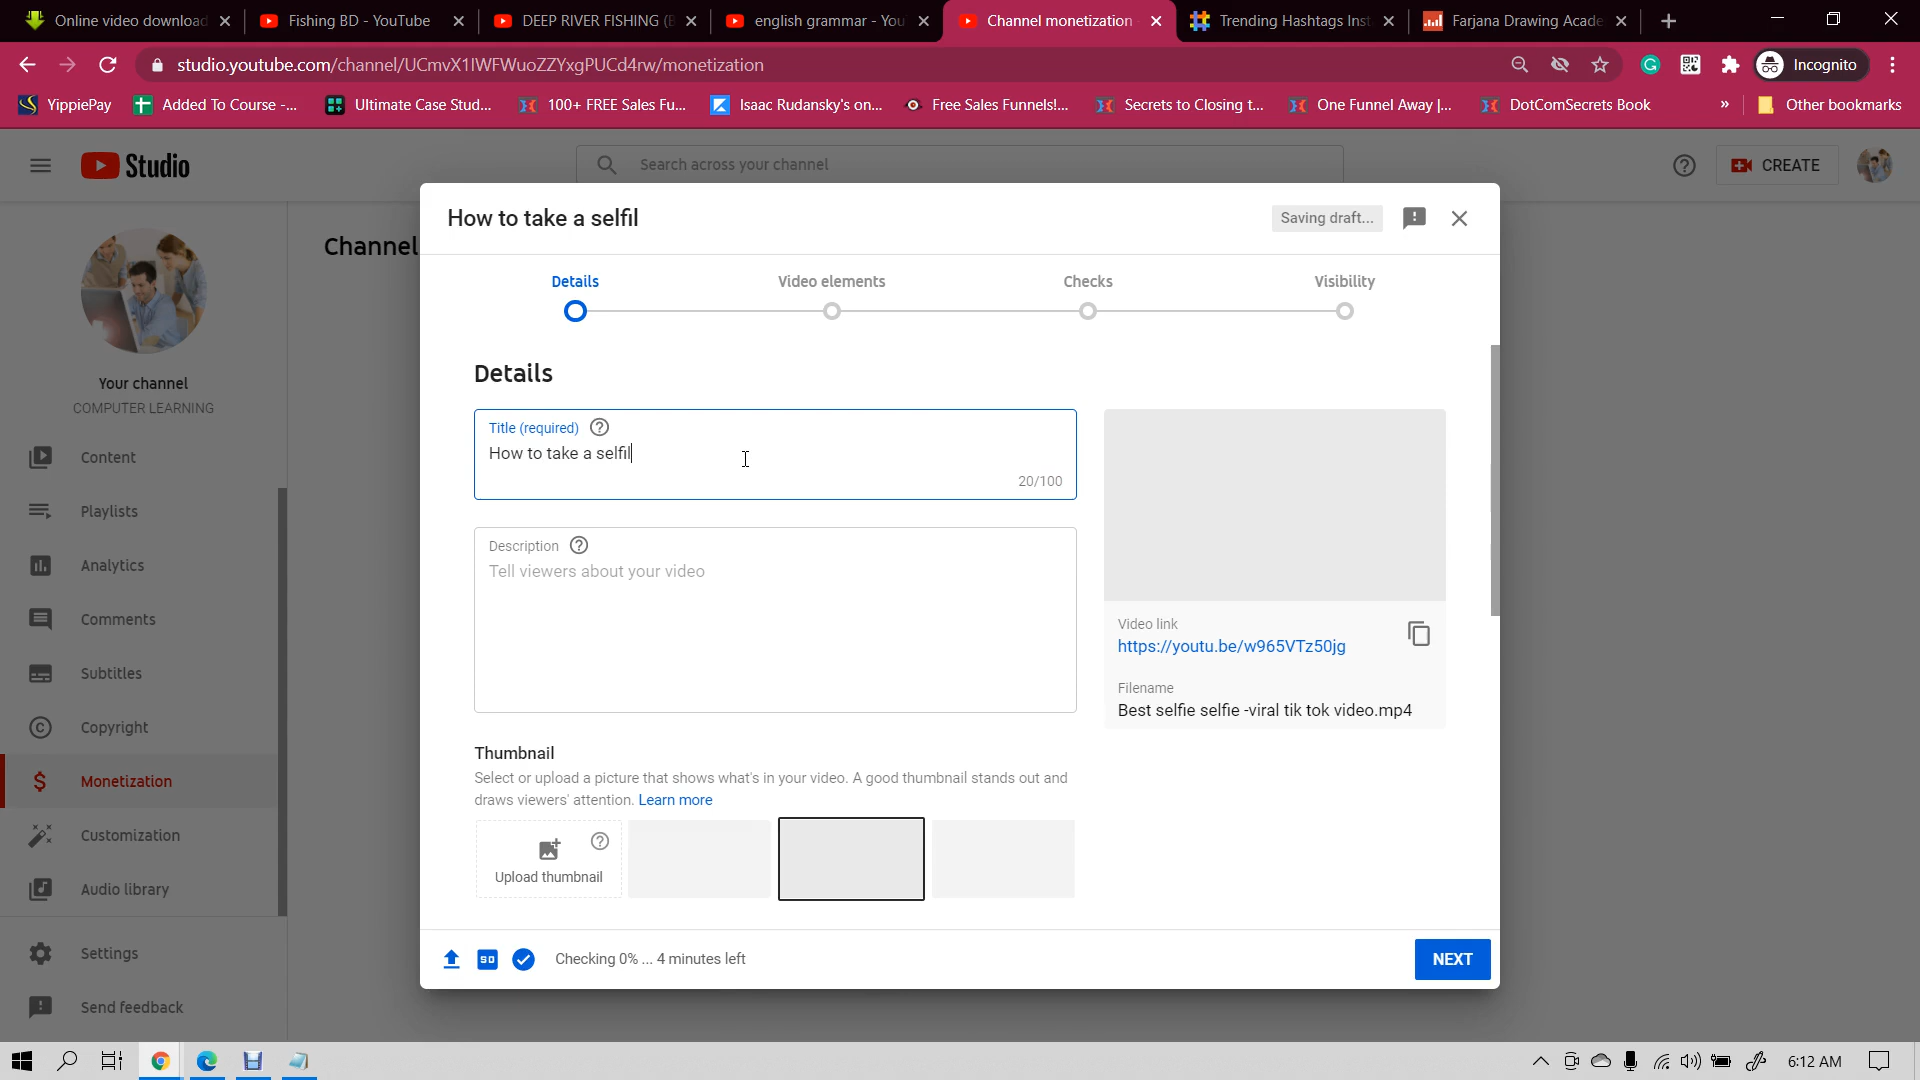 Online video download
Fishing BD - YouTube
DEEP RIVER FISHING (
english grammar - You
Channel monetization
Trending Hashtags Inst
Farjana Drawing Acade
studio.youtube.com/channel/UCmvX1IWFWuoZZYxgPUCd4rw/monetization
Incognito
YippiePay
Added To Course -...
Ultimate Case Stud...
100+ FREE Sales Fu...
Isaac Rudansky's on...
Free Sales Funnels!...
Secrets to Closing t...
One Funnel Away |...
DotComSecrets Book
»
Other bookmarks
Studio
Search across your channel
CREATE
How to take a selfil
Saving draft...
Channel
Details
Video elements
Checks
Visibility
Your channel
COMPUTER LEARNING
Content
Playlists
Analytics
Comments
Subtitles
Copyright
Monetization
Customization
Audio library
Settings
Send feedback
Details
Title (required)
How to take a selfil
20/100
Description
Tell viewers about your video
Video link
https://youtu.be/w965VTz50jg
Filename
Best selfie selfie -viral tik tok video.mp4
Thumbnail
Select or upload a picture that shows what's in your video. A good thumbnail stands out and
draws viewers' attention. Learn more
Upload thumbnail
SD
Checking 0% ... 4 minutes left
NEXT
6:12 AM